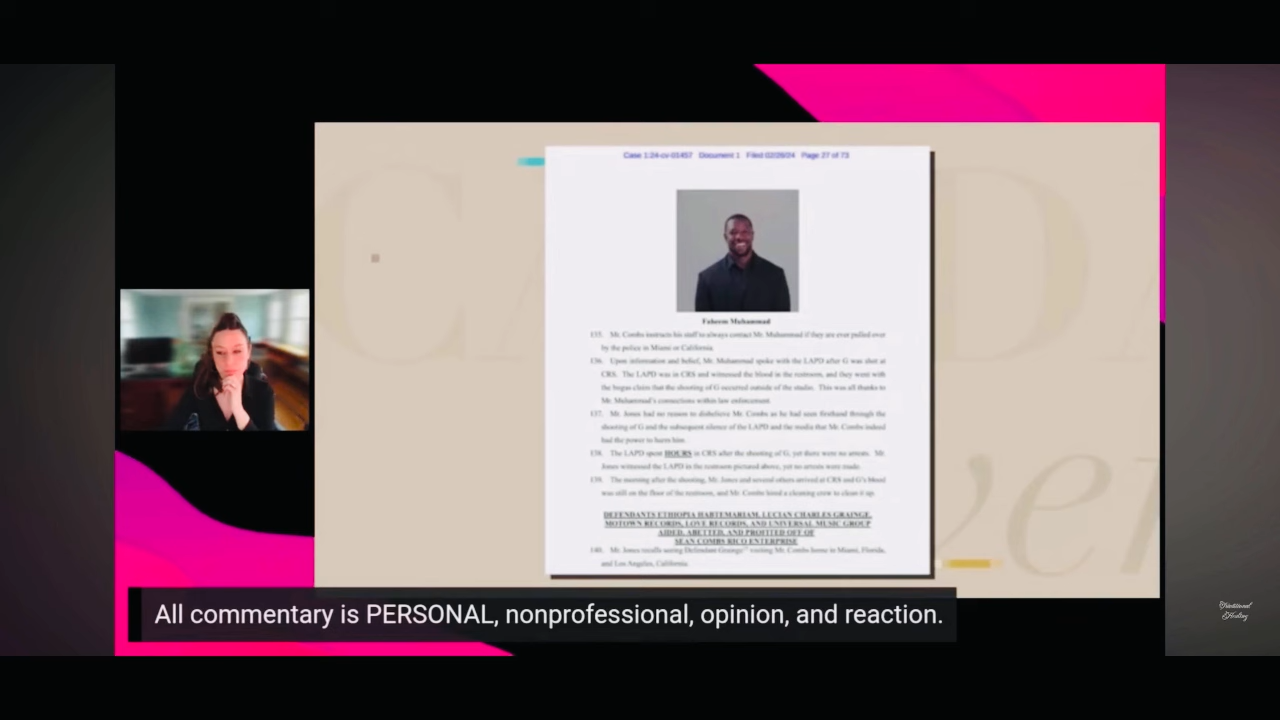 Case 1:24-cv-01457 Document 1 Filed 02/26/24 Page 27 of 73
Faheem Muhammad
135. Mr. Combs instructs his staff to always contact Mr. Muhammad if they are ever pulled over
by the police in Miami or California.
136. Upon information and belief, Mr. Muhammad spoke with the LAPD after G was shot at
CRS. The LAPD was in CRS and witnessed the blood in the restroom, and they went with
the bogus claim that the shooting of G occurred outside of the studio. This was all thanks to
Mr. Muhammad's connections within law enforcement.
137. Mr. Jones had no reason to disbelieve Mr. Combs as he had seen firsthand through the
shooting of G and the subsequent silence of the LAPD and the media that Mr. Combs indeed
had the power to harm him.
138. The LAPD spent HOURS in CRS after the shooting of G, yet there were no arrests. Mr.
Jones witnessed the LAPD in the restroom pictured above, yet no arrests were made.
139. The morning after the shooting, Mr. Jones and several others arrived at CRS and G's blood
was still on the floor of the restroom, and Mr. Combs hired a cleaning crew to clean it up.
DEFENDANTS ETHIOPIA HABTEMARIAM, LUCIAN CHARLES GRAINGE,
MOTOWN RECORDS, LOVE RECORDS, AND UNIVERSAL MUSIC GROUP
AIDED, ABETTED, AND PROFITED OFF OF
SEAN COMBS RICO ENTERPRISE
140. Mr. Jones recalls seeing Defendant Grainge visiting Mr. Combs home in Miami, Florida,
and Los Angeles, California.
All commentary is PERSONAL, nonprofessional, opinion, and reaction.
Healing